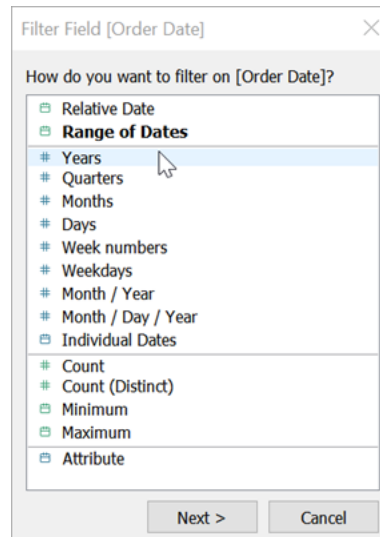 Filter Field [Order Date]
How do you want to filter on [Order Date]?
Relative Date
Range of Dates
# Years
# Quarters
# Months
# Days
# Week numbers
# Weekdays
# Month / Year
# Month / Day / Year
Individual Dates
# Count
# Count (Distinct)
Minimum
Maximum
Attribute
Next >
Cancel